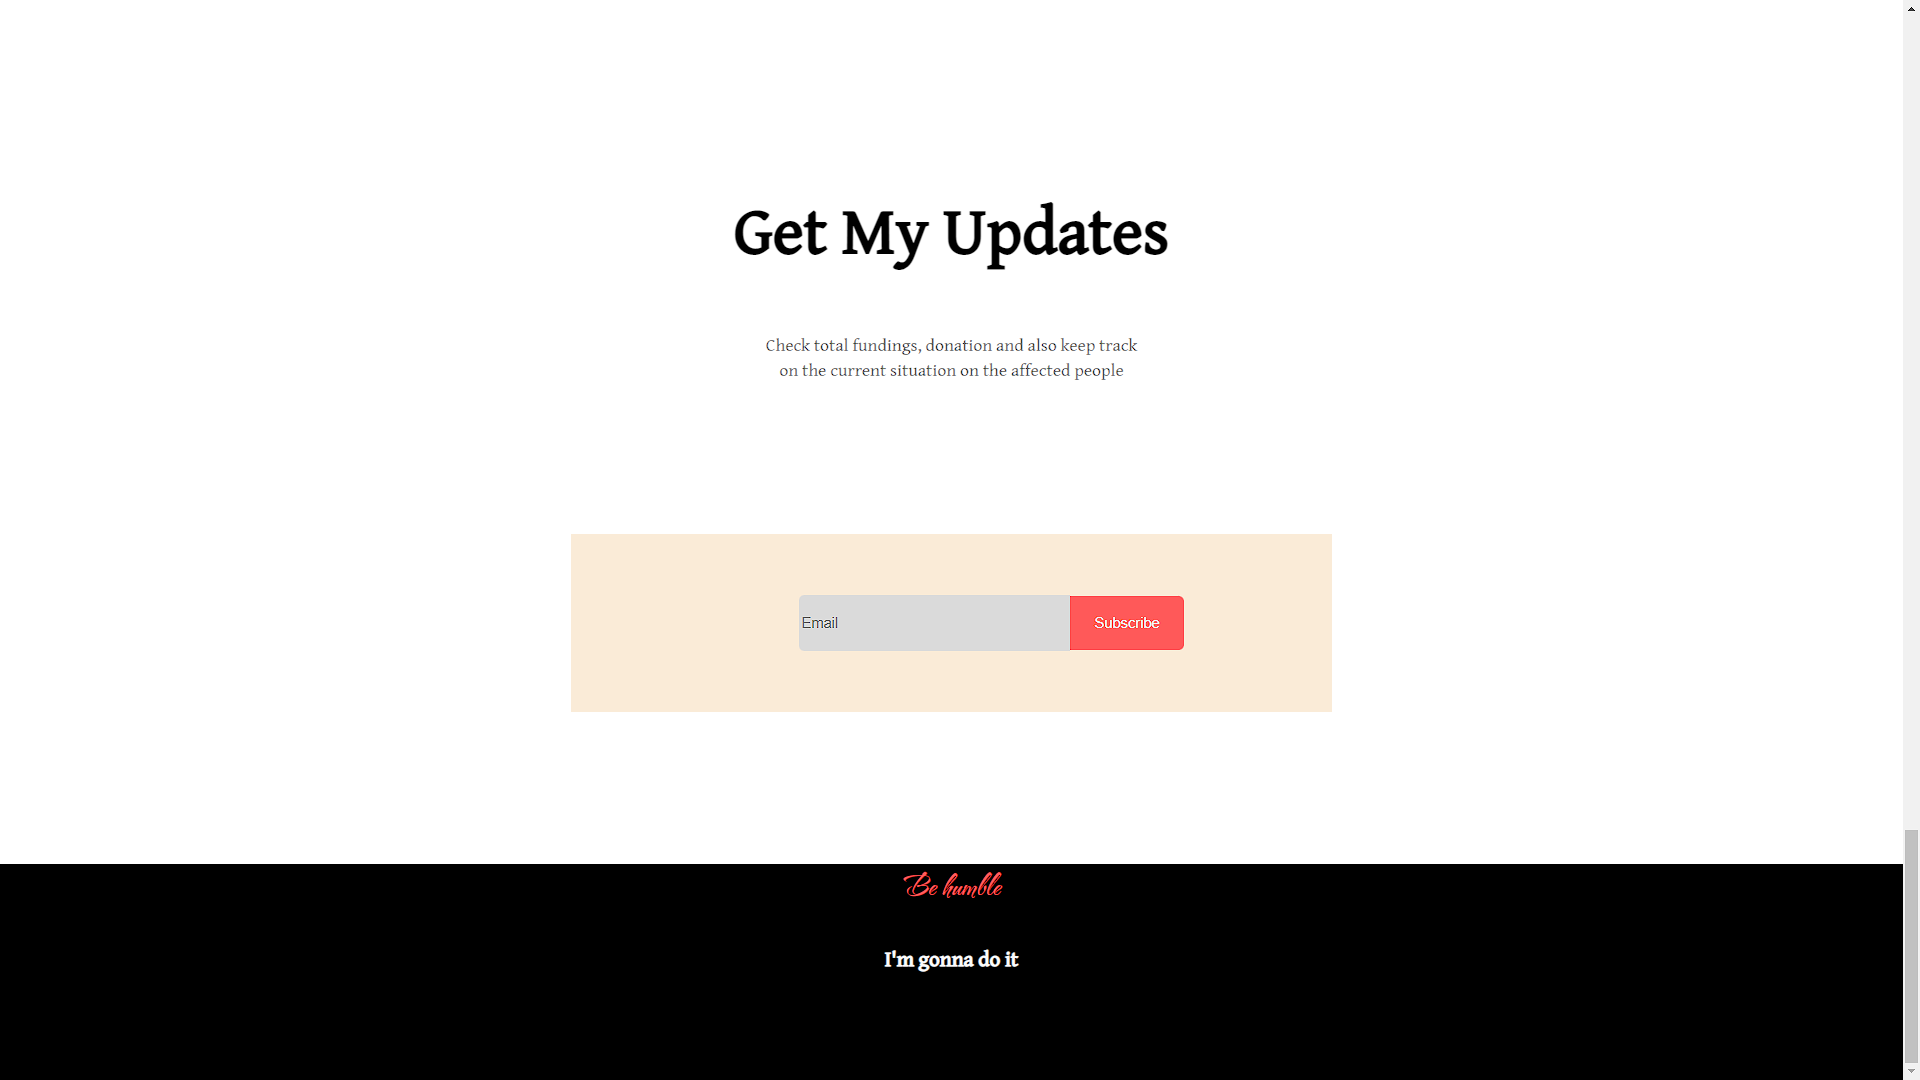 Get My Updates
Check total fundings, donation and also keep track
on the current situation on the affected people
Email
Subscribe
Be humble
I'm gonna do it